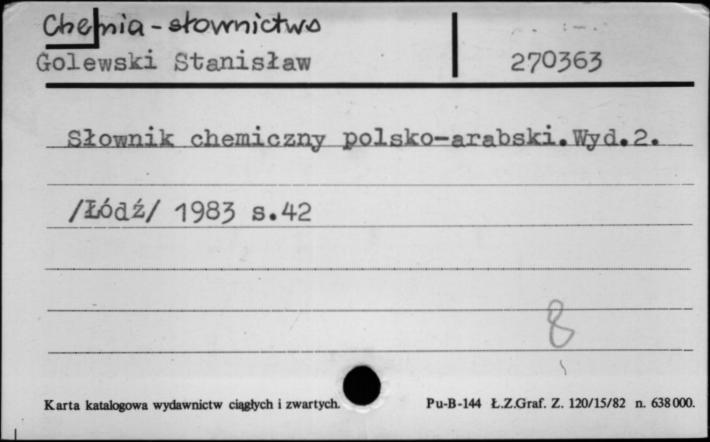 Chemia - słownictwo
Golewski Stanisław 270363
Słownik chemiczny polsko-arabski. Wyd.2.
/Łódź/ 1983 s.42
8
Karta katalogowa wydawnictw ciągłych i zwartych. Pu-B-144 Ł.Z.Graf. Z. 120/15/82 n. 638000.